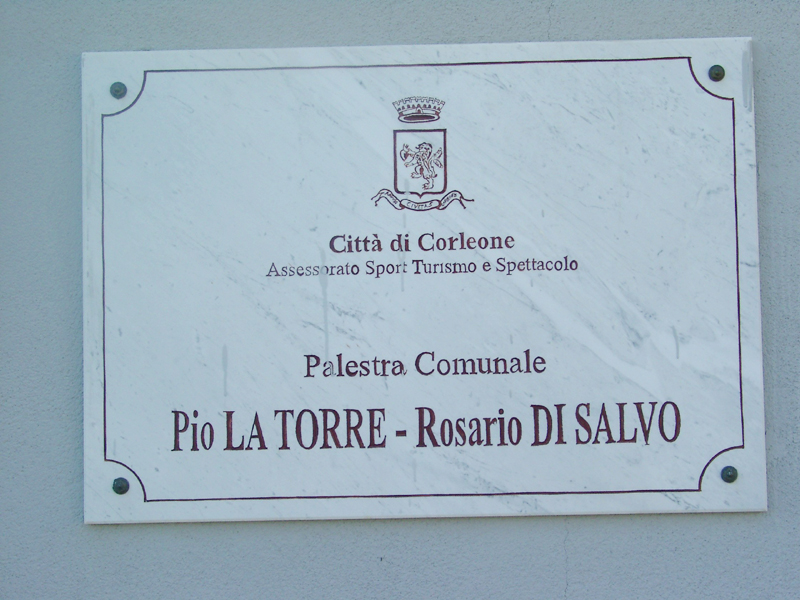 Città di Corleone
Assessorato Sport Turismo e Spettacolo
Palestra Comunale
Pio LA TORRE - Rosario DI SALVO